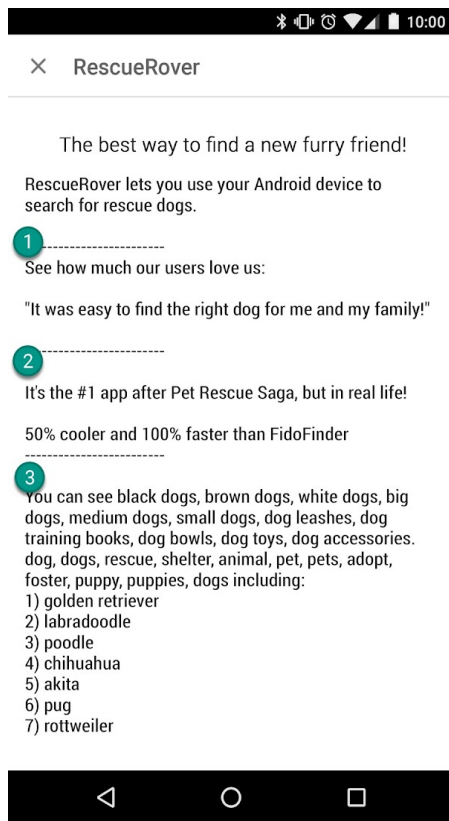 10:00
RescueRover
The best way to find a new furry friend!
RescueRover lets you use your Android device to
search for rescue dogs.
1 ----------------------
See how much our users love us:
"It was easy to find the right dog for me and my family!"
----------------------
2
It's the #1 app after Pet Rescue Saga, but in real life!
50% cooler and 100% faster than FidoFinder
-------------------------
3
You can see black dogs, brown dogs, white dogs, big
dogs, medium dogs, small dogs, dog leashes, dog
training books, dog bowls, dog toys, dog accessories.
dog, dogs, rescue, shelter, animal, pet, pets, adopt,
foster, puppy, puppies, dogs including:
1) golden retriever
2) labradoodle
3) poodle
4) chihuahua
5) akita
6) pug
7) rottweiler